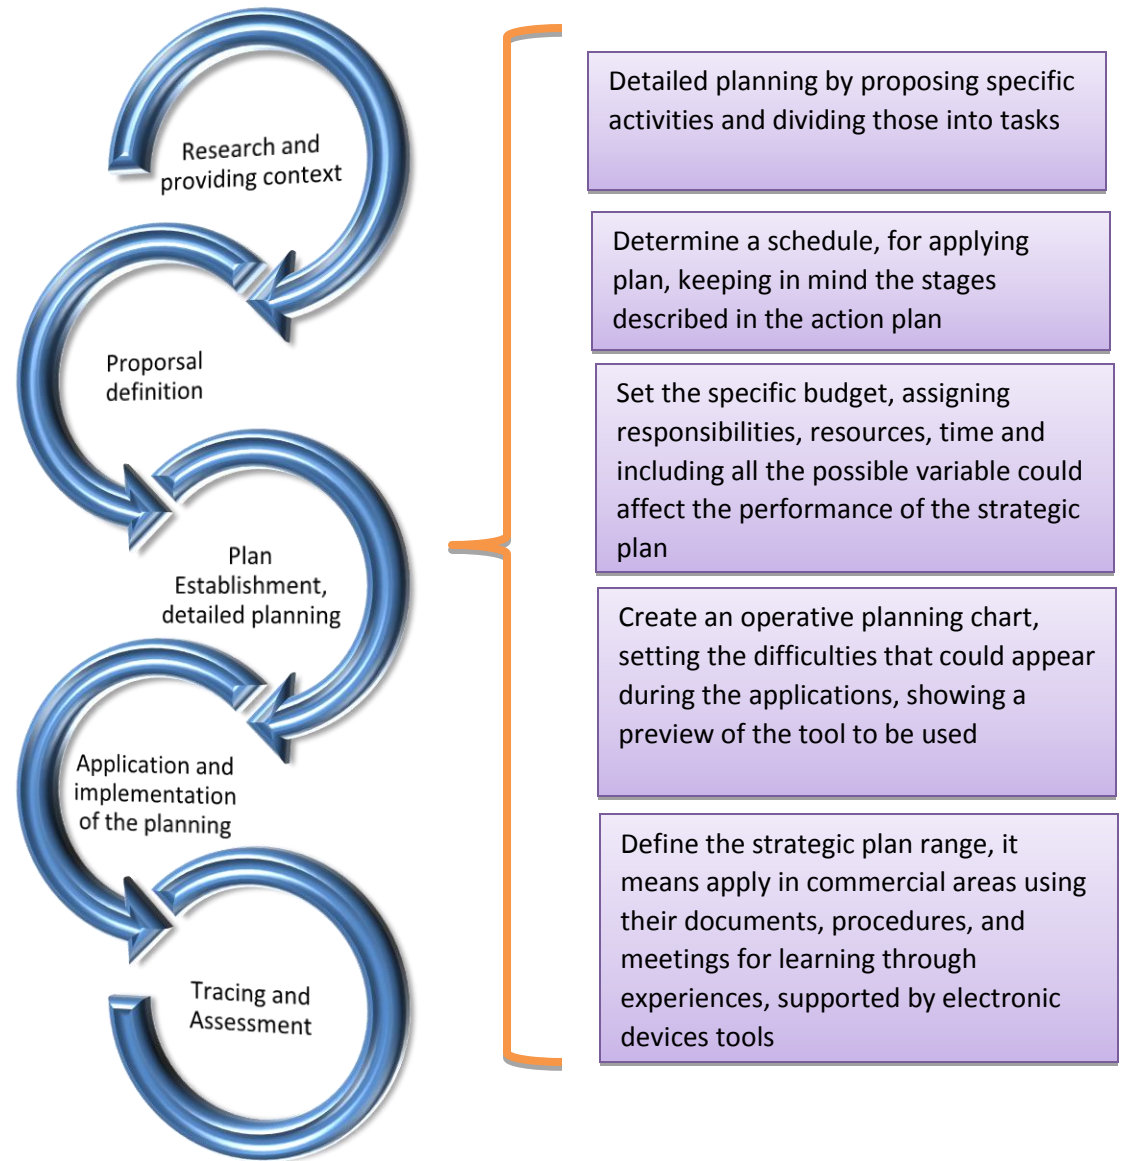 Research and
providing context
Proporsal
definition
Plan
Establishment,
detailed planning
Application and
implementation
of the planning
Tracing and
Assessment
Detailed planning by proposing specific
activities and dividing those into tasks
Determine a schedule, for applying
plan, keeping in mind the stages
described in the action plan
Set the specific budget, assigning
responsibilities, resources, time and
including all the possible variable could
affect the performance of the strategic
plan
Create an operative planning chart,
setting the difficulties that could appear
during the applications, showing a
preview of the tool to be used
Define the strategic plan range, it
means apply in commercial areas using
their documents, procedures, and
meetings for learning through
experiences, supported by electronic
devices tools